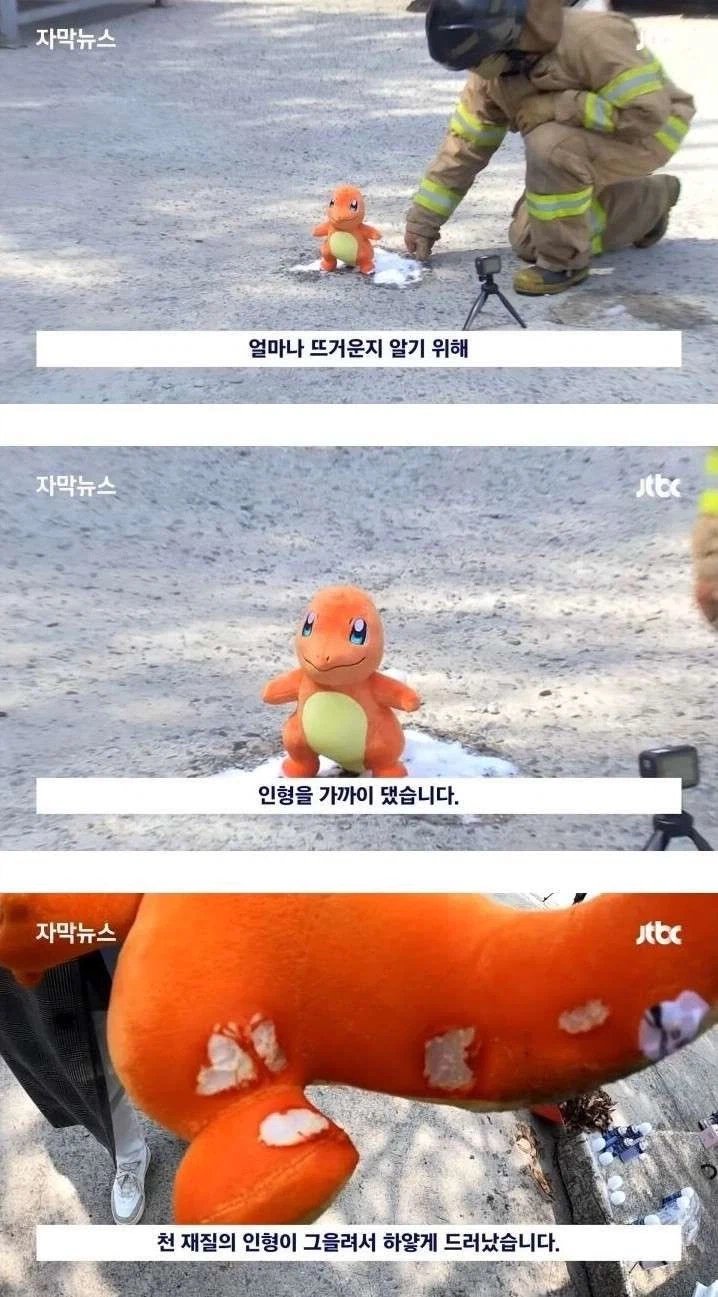 자막뉴스
jtbc
얼마나 뜨거운지 알기 위해
자막뉴스
jtbc
인형을 가까이 댔습니다.
자막뉴스
jtbc
천 재질의 인형이 그을려서 하얗게 드러났습니다.